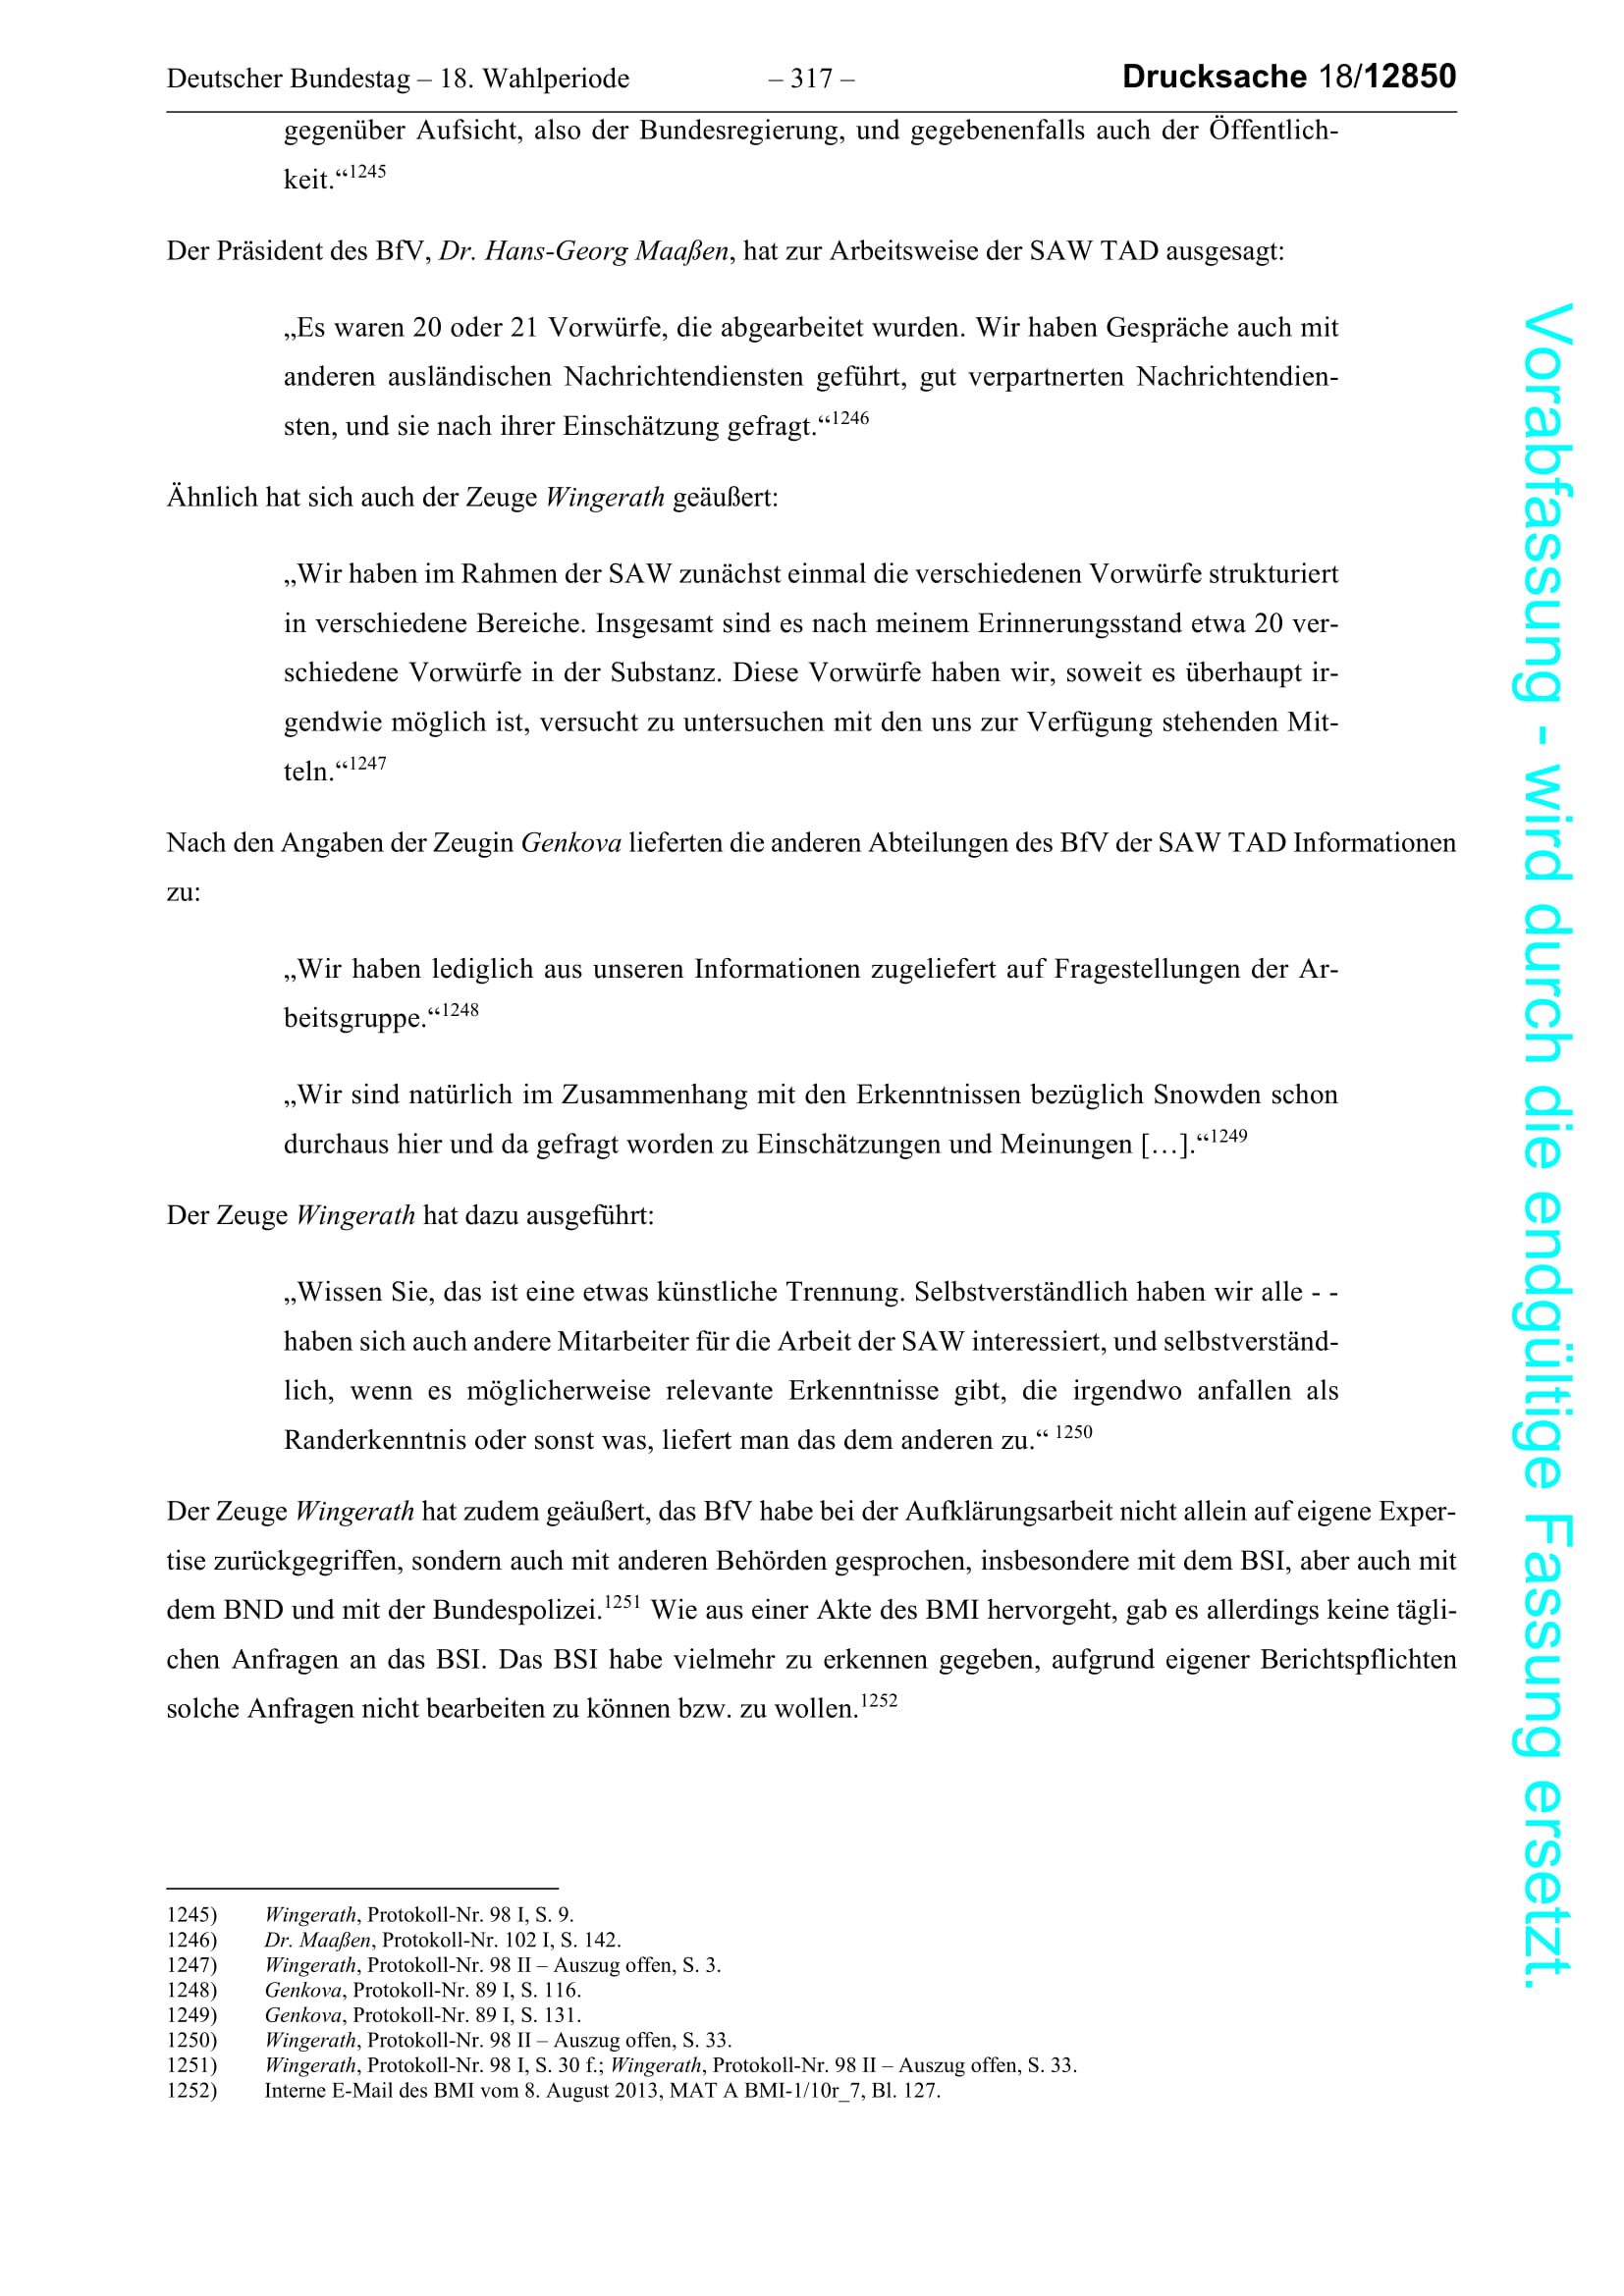 Deutscher Bundestag – 18. Wahlperiode – 317 – Drucksache 18/12850
gegenüber Aufsicht, also der Bundesregierung, und gegebenenfalls auch der Öffentlich-
keit.“1245
Der Präsident des BfV, Dr. Hans-Georg Maaßen, hat zur Arbeitsweise der SAW TAD ausgesagt:
„Es waren 20 oder 21 Vorwürfe, die abgearbeitet wurden. Wir haben Gespräche auch mit
anderen ausländischen Nachrichtendiensten geführt, gut verpartnerten Nachrichtendien-
sten, und sie nach ihrer Einschätzung gefragt.“1246
Ähnlich hat sich auch der Zeuge Wingerath geäußert:
„Wir haben im Rahmen der SAW zunächst einmal die verschiedenen Vorwürfe strukturiert
in verschiedene Bereiche. Insgesamt sind es nach meinem Erinnerungsstand etwa 20 ver-
schiedene Vorwürfe in der Substanz. Diese Vorwürfe haben wir, soweit es überhaupt ir-
gendwie möglich ist, versucht zu untersuchen mit den uns zur Verfügung stehenden Mit-
teln.“1247
Nach den Angaben der Zeugin Genkova lieferten die anderen Abteilungen des BfV der SAW TAD Informationen
zu:
„Wir haben lediglich aus unseren Informationen zugeliefert auf Fragestellungen der Ar-
beitsgruppe.“1248
„Wir sind natürlich im Zusammenhang mit den Erkenntnissen bezüglich Snowden schon
durchaus hier und da gefragt worden zu Einschätzungen und Meinungen […].“1249
Der Zeuge Wingerath hat dazu ausgeführt:
„Wissen Sie, das ist eine etwas künstliche Trennung. Selbstverständlich haben wir alle - -
haben sich auch andere Mitarbeiter für die Arbeit der SAW interessiert, und selbstverständ-
lich, wenn es möglicherweise relevante Erkenntnisse gibt, die irgendwo anfallen als
Randerkenntnis oder sonst was, liefert man das dem anderen zu.“ 1250
Der Zeuge Wingerath hat zudem geäußert, das BfV habe bei der Aufklärungsarbeit nicht allein auf eigene Exper-
tise zurückgegriffen, sondern auch mit anderen Behörden gesprochen, insbesondere mit dem BSI, aber auch mit
dem BND und mit der Bundespolizei.1251 Wie aus einer Akte des BMI hervorgeht, gab es allerdings keine tägli-
chen Anfragen an das BSI. Das BSI habe vielmehr zu erkennen gegeben, aufgrund eigener Berichtspflichten
solche Anfragen nicht bearbeiten zu können bzw. zu wollen.1252
1245) Wingerath, Protokoll-Nr. 98 I, S. 9.
1246) Dr. Maaßen, Protokoll-Nr. 102 I, S. 142.
1247) Wingerath, Protokoll-Nr. 98 II – Auszug offen, S. 3.
1248) Genkova, Protokoll-Nr. 89 I, S. 116.
1249) Genkova, Protokoll-Nr. 89 I, S. 131.
1250) Wingerath, Protokoll-Nr. 98 II – Auszug offen, S. 33.
1251) Wingerath, Protokoll-Nr. 98 I, S. 30 f.; Wingerath, Protokoll-Nr. 98 II – Auszug offen, S. 33.
1252) Interne E-Mail des BMI vom 8. August 2013, MAT A BMI-1/10r_7, Bl. 127.
Vorabfassung - wird durch die endgültige Fassung ersetzt.